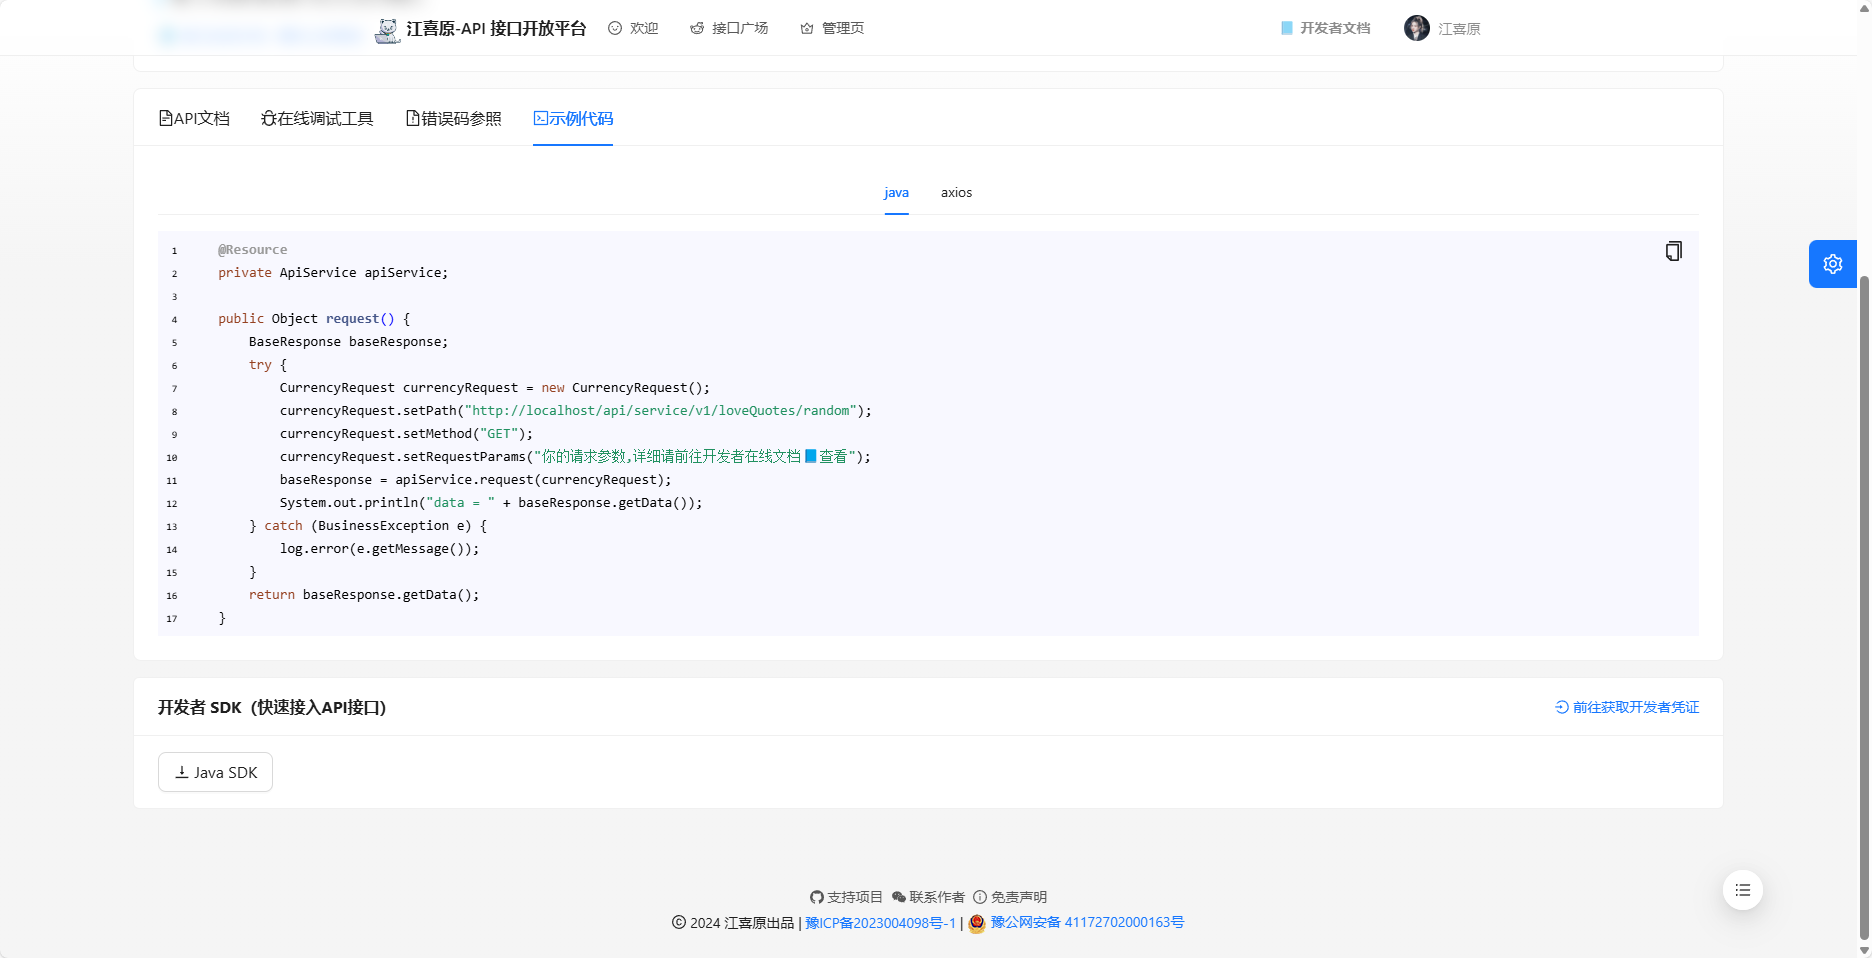 江喜原-API 接口开放平台 欢迎 接口广场 管理页 开发者文档 江喜原
API文档 在线调试工具 错误码参照 示例代码
java axios
1 @Resource
2 private ApiService apiService;
3
4 public Object request() {
5 BaseResponse baseResponse;
6 try {
7 CurrencyRequest currencyRequest = new CurrencyRequest();
8 currencyRequest.setPath("http://localhost/api/service/v1/loveQuotes/random");
9 currencyRequest.setMethod("GET");
10 currencyRequest.setRequestParams("你的请求参数,详细请前往开发者在线文档📘查看");
11 baseResponse = apiService.request(currencyRequest);
12 System.out.println("data = " + baseResponse.getData());
13 } catch (BusinessException e) {
14 log.error(e.getMessage());
15 }
16 return baseResponse.getData();
17 }
开发者 SDK（快速接入API接口） 前往获取开发者凭证
Java SDK
支持项目 联系作者 免责声明
© 2024 江喜原出品 | 豫ICP备2023004098号-1 | 豫公网安备 41172702000163号